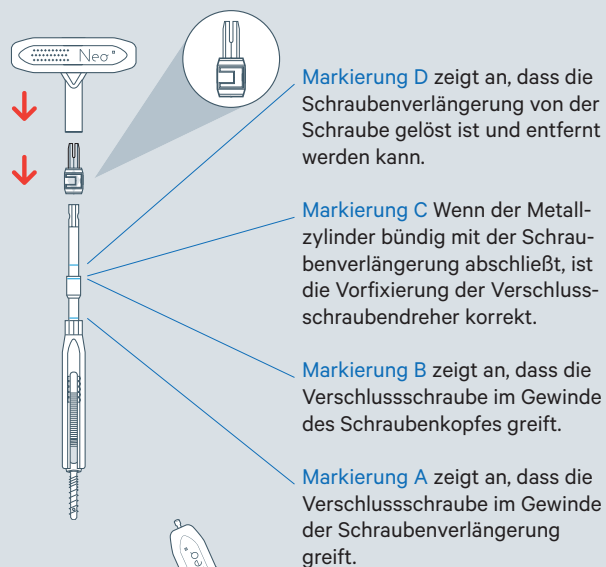 Neo"
Markierung D zeigt an, dass die
Schraubenverlängerung von der
Schraube gelöst ist und entfernt
werden kann.
Markierung C Wenn der Metall-
zylinder bündig mit der Schrau-
benverlängerung abschließt, ist
die Vorfixierung der Verschluss-
schraubendreher korrekt.
Markierung B zeigt an, dass die
Verschlussschraube im Gewinde
des Schraubenkopfes greift.
Markierung A zeigt an, dass die
Verschlussschraube im Gewinde
der Schraubenverlängerung
greift.
Neo"